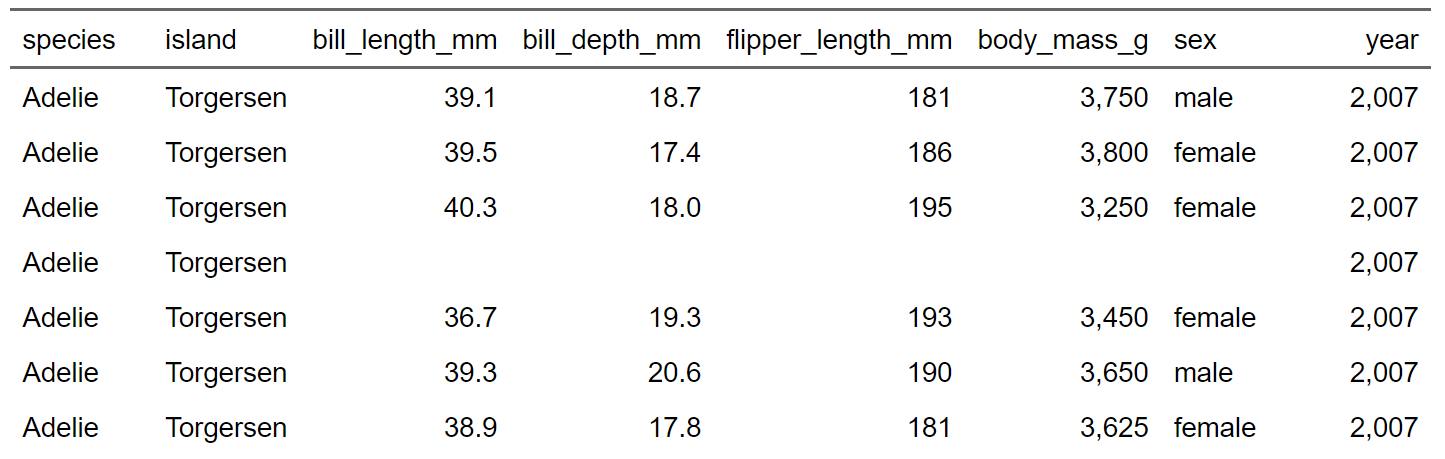 species island bill_length_mm bill_depth_mm flipper_length_mm body_mass_g sex year
Adelie Torgersen 39.1 18.7 181 3,750 male 2,007
Adelie Torgersen 39.5 17.4 186 3,800 female 2,007
Adelie Torgersen 40.3 18.0 195 3,250 female 2,007
Adelie Torgersen 2,007
Adelie Torgersen 36.7 19.3 193 3,450 female 2,007
Adelie Torgersen 39.3 20.6 190 3,650 male 2,007
Adelie Torgersen 38.9 17.8 181 3,625 female 2,007